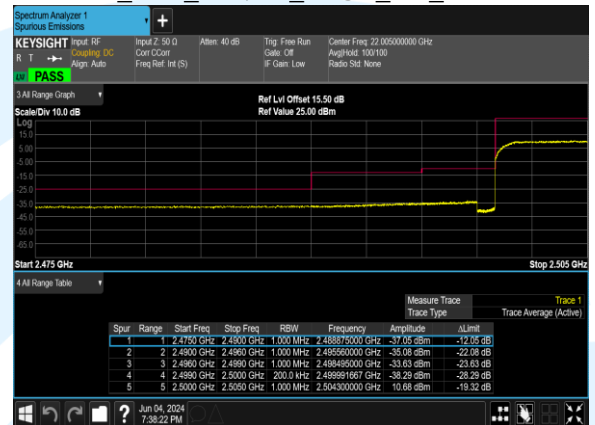 Spectrum Analyzer 1
Spurious Emissions
+
KEYSIGHT Input: RF Input Z: 50 Ω Atten: 40 dB Trig: Free Run Center Freq: 22.005000000 GHz
R T Coupling: DC Corr CCorr Gate: Off Avg|Hold: 100/100
Align: Auto Freq Ref: Int (S) IF Gain: Low Radio Std: None
LV PASS
3 All Range Graph
Ref Lvl Offset 15.50 dB
Scale/Div 10.0 dB Ref Value 25.00 dBm
Log
15.0
5.00
-5.00
-15.0
-25.0
-35.0
-45.0
-55.0
-65.0
Start 2.475 GHz Stop 2.505 GHz
4 All Range Table
Measure Trace Trace 1
Trace Type Trace Average (Active)
Spur Range Start Freq Stop Freq RBW Frequency Amplitude ΔLimit
1 1 2.4750 GHz 2.4900 GHz 1.000 MHz 2.488875000 GHz -37.05 dBm -12.05 dB
2 2 2.4900 GHz 2.4960 GHz 1.000 MHz 2.495560000 GHz -35.08 dBm -22.08 dB
3 3 2.4960 GHz 2.4990 GHz 1.000 MHz 2.498495000 GHz -33.63 dBm -23.63 dB
4 4 2.4990 GHz 2.5000 GHz 200.0 kHz 2.499991667 GHz -38.29 dBm -28.29 dB
5 5 2.5000 GHz 2.5050 GHz 1.000 MHz 2.504300000 GHz 10.68 dBm -19.32 dB
? Jun 04, 2024
7:38:22 PM